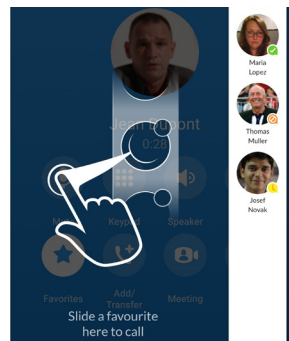 Jean Dupont
0:28
Keypad
Speaker
Favorites
Add/
Transfer
Meeting
Slide a favourite
here to call
Maria
Lopez
Thomas
Muller
Josef
Novak